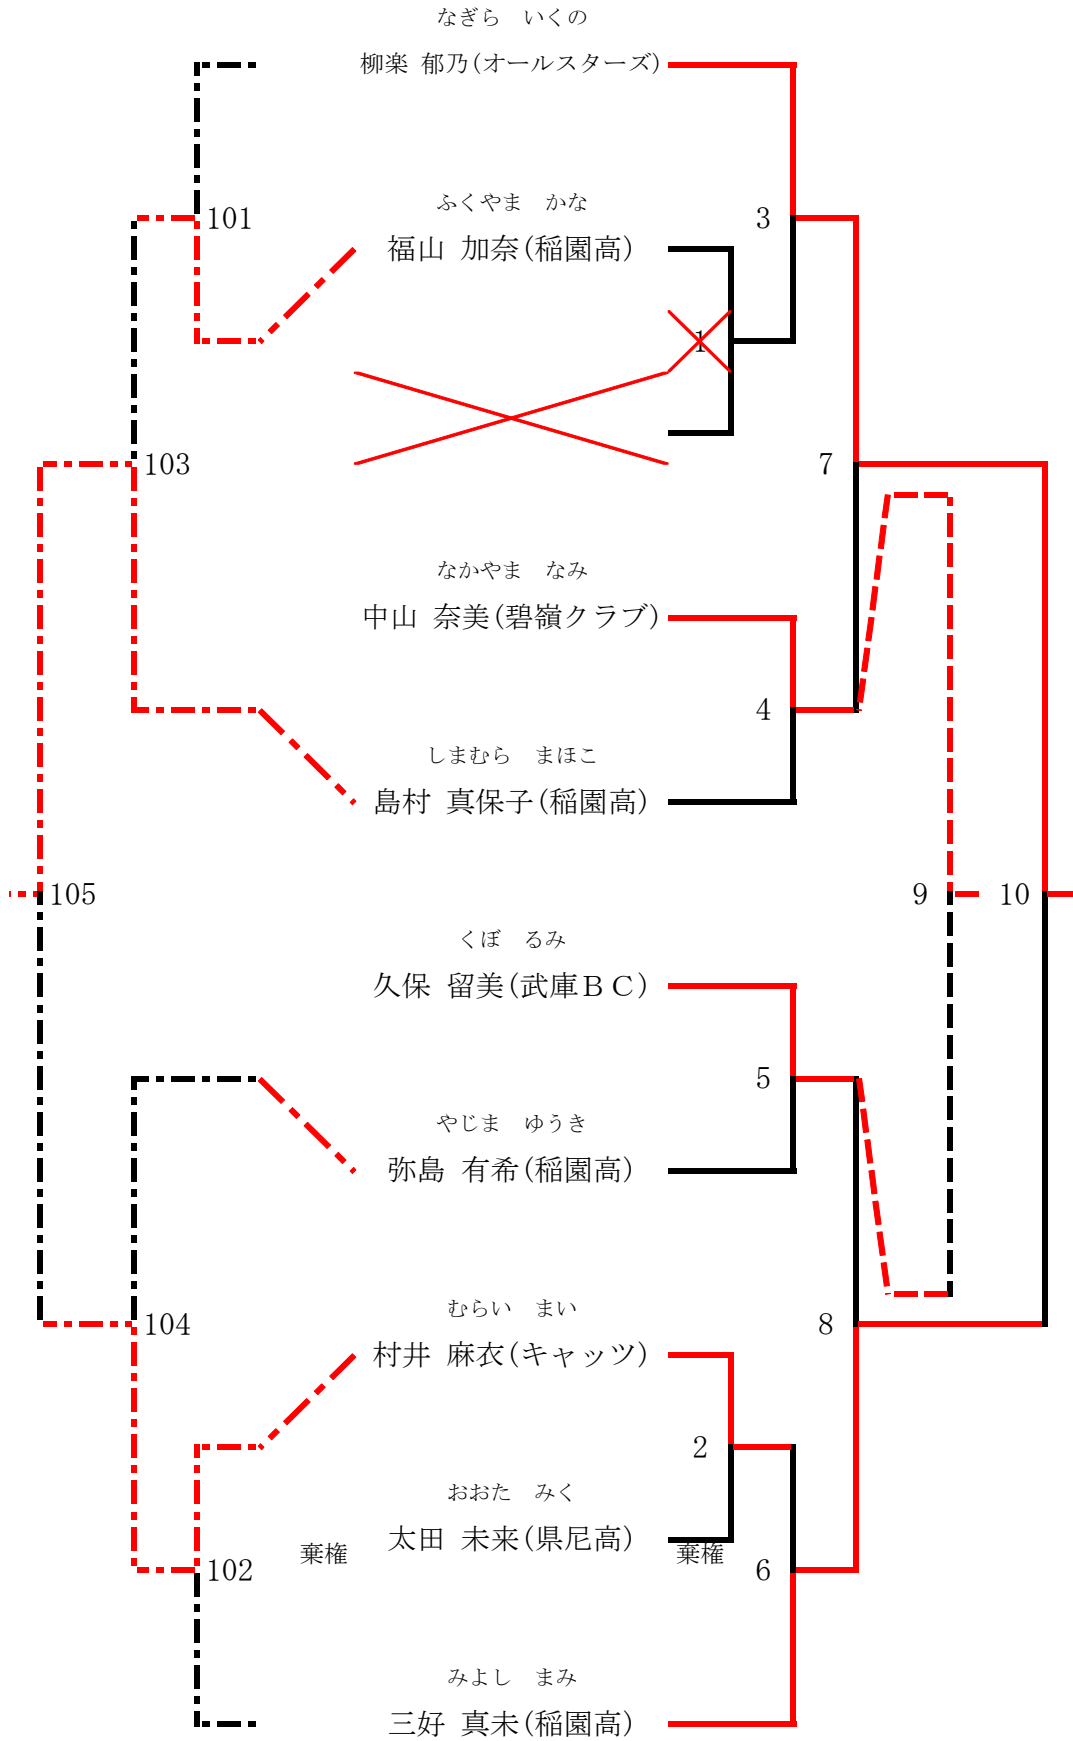 なぎら　いくの
柳楽 郁乃(オールスターズ)
ふくやま　かな
101
3
福山 加奈(稲園高)
1
103
7
なかやま　なみ
中山 奈美(碧嶺クラブ)
4
しまむら　まほこ
島村 真保子(稲園高)
105
9
10
くぼ　るみ
久保 留美(武庫ＢＣ)
5
やじま　ゆうき
弥島 有希(稲園高)
むらい　まい
104
8
村井 麻衣(キャッツ)
2
おおた　みく
太田 未来(県尼高)
棄権
棄権
102
6
みよし　まみ
三好 真未(稲園高)